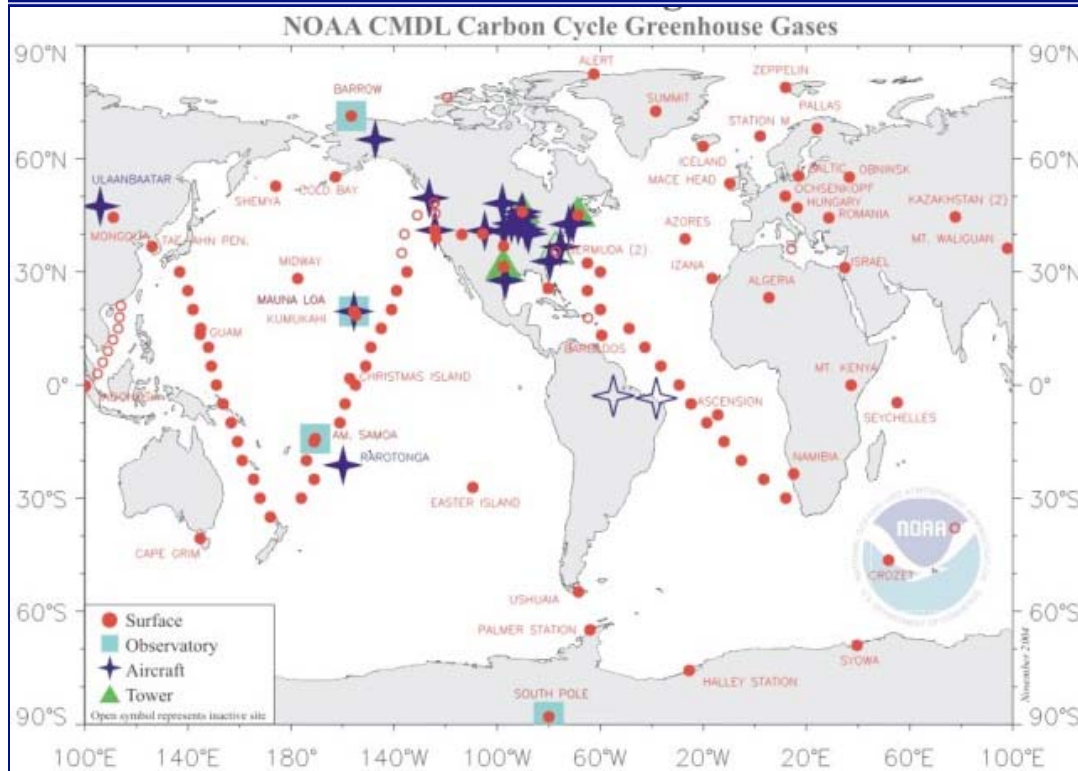 NOAA CMDL Carbon Cycle Greenhouse Gases
90°N
90°N
ALERT
ZEPPELIN
BARROW
SUMMIT
PALLAS
STATION M
60°N
60°N
ICELAND
BALTIC
OBNINSK
ULAANBAATAR
COLD BAY
MACE HEAD
OCHSENKOPF
SHEMYA
HUNGARY
KAZAKHSTAN (2)
AZORES
ROMANIA
MONGOLIA
TAE-AHN PEN.
BERMUDA (2)
MT. WALIGUAN
30°N
30°N
MIDWAY
IZANA
ISRAEL
ALGERIA
MAUNA LOA
KUMUKAHI
GUAM
BARBADOS
CHRISTMAS ISLAND
MT. KENYA
0°
0°
INDONESIA
ASCENSION
SEYCHELLES
AM. SAMOA
RAROTONGA
NAMIBIA
30°S
30°S
EASTER ISLAND
NOAA
CAPE GRIM
CROZET
USHUAIA
60°S
60°S
Surface
PALMER STATION
Observatory
SYOWA
Aircraft
HALLEY STATION
Tower
SOUTH POLE
Open symbol represents inactive site
November 2004
90°S
90°S
100°E
140°E
180°
140°W
100°W
60°W
20°W
20°E
60°E
100°E